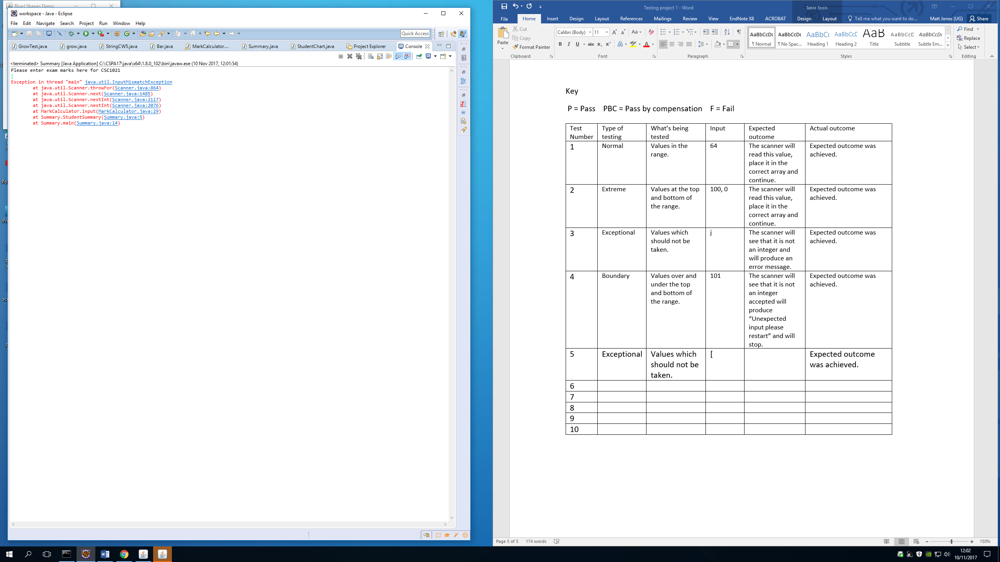 BlueJ Shapes Demo
workspace - Java - Eclipse
File Edit Navigate Search Project Run Window Help
Quick Access
GrowTest.java grow.java StringCW5.java Bar.java MarkCalculator.... Summary.java StudentChart.java Project Explorer Console
<terminated> Summary [Java Application] C:\CSPA17\java\x64\1.8.0_102\bin\javaw.exe (10 Nov 2017, 12:01:54)
Please enter exam marks here for CSC1021
[
Exception in thread "main" java.util.InputMismatchException
at java.util.Scanner.throwFor(Scanner.java:864)
at java.util.Scanner.next(Scanner.java:1485)
at java.util.Scanner.nextInt(Scanner.java:2117)
at java.util.Scanner.nextInt(Scanner.java:2076)
at MarkCalculator.input(MarkCalculator.java:29)
at Summary.StudentSummary(Summary.java:5)
at Summary.main(Summary.java:14)
Testing project 1 - Word
Table Tools
File Home Insert Design Layout References Mailings Review View EndNote X8 ACROBAT Design Layout Tell me what you want to do... Matt Jones (UG) Share
Paste
Cut
Copy
Format Painter
Clipboard
Calibri (Body) 11
Font
Paragraph
AaBbCcDc AaBbCcDc AaBbCc AaBbCcD AaB AaBbCcD AaBbCcDc
¶ Normal ¶ No Spac... Heading 1 Heading 2 Title Subtitle Subtle Em...
Styles
Find
Replace
Select
Editing
Key
P = Pass PBC = Pass by compensation F = Fail
Test Number
Type of testing
What's being tested
Input
Expected outcome
Actual outcome
1
Normal
Values in the
range.
64
The scanner will
read this value,
place it in the
correct array and
continue.
Expected outcome was
achieved.
2
Extreme
Values at the top
and bottom of
the range.
100, 0
The scanner will
read this value,
place it in the
correct array and
continue.
Expected outcome was
achieved.
3
Exceptional
Values which
should not be
taken.
j
The scanner will
see that it is not
an integer and
will produce an
error message.
Expected outcome was
achieved.
4
Boundary
Values over and
under the top
and bottom of
the range.
101
The scanner will
see that it is not
an integer
accepted will
produce
“Unexpected
input please
restart” and will
stop.
Expected outcome was
achieved.
5
Exceptional
Values which
should not be
taken.
[
Expected outcome
was achieved.
6
7
8
9
10
Page 5 of 5 174 words
150%
12:02
10/11/2017